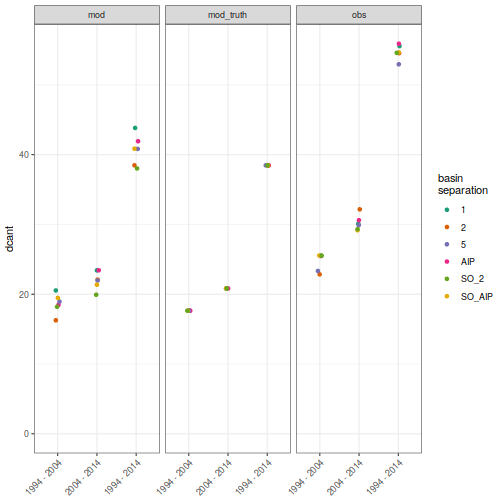 mod
mod_truth
obs
dcant
40
20
0
1994 - 2004
2004 - 2014
1994 - 2014
1994 - 2004
2004 - 2014
1994 - 2014
1994 - 2004
2004 - 2014
1994 - 2014
basin
separation
1
2
5
AIP
SO_2
SO_AIP